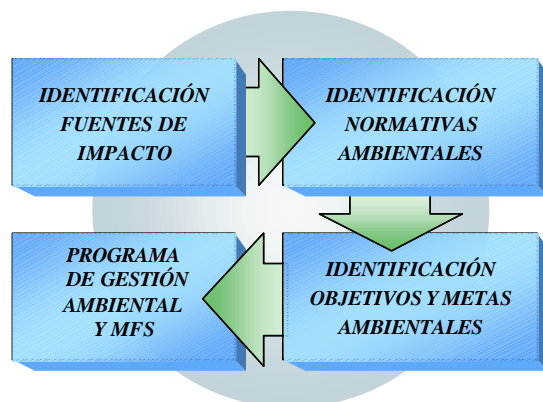 IDENTIFICACIÓN
FUENTES DE
IMPACTO
IDENTIFICACIÓN
NORMATIVAS
AMBIENTALES
PROGRAMA
DE GESTIÓN
AMBIENTAL
Y MFS
IDENTIFICACIÓN
OBJETIVOS Y METAS
AMBIENTALES